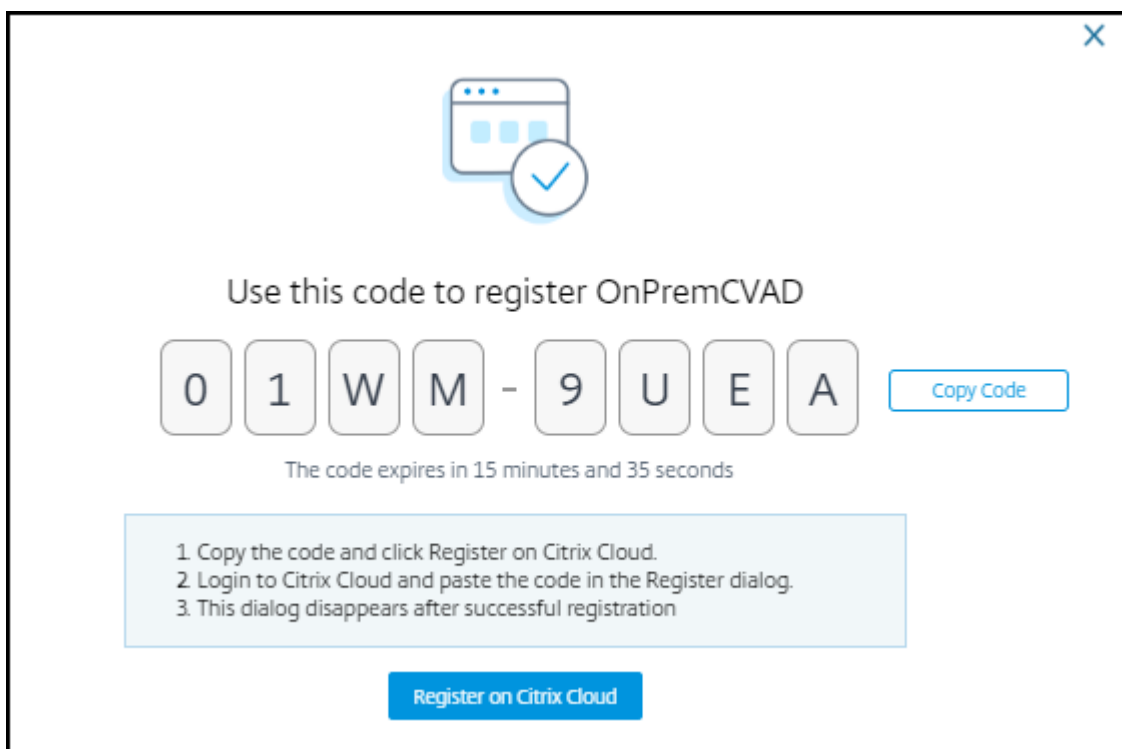 Use this code to register OnPremCVAD
0 1 W M - 9 U E A
Copy Code
The code expires in 15 minutes and 35 seconds
1. Copy the code and click Register on Citrix Cloud.
2. Login to Citrix Cloud and paste the code in the Register dialog.
3. This dialog disappears after successful registration
Register on Citrix Cloud